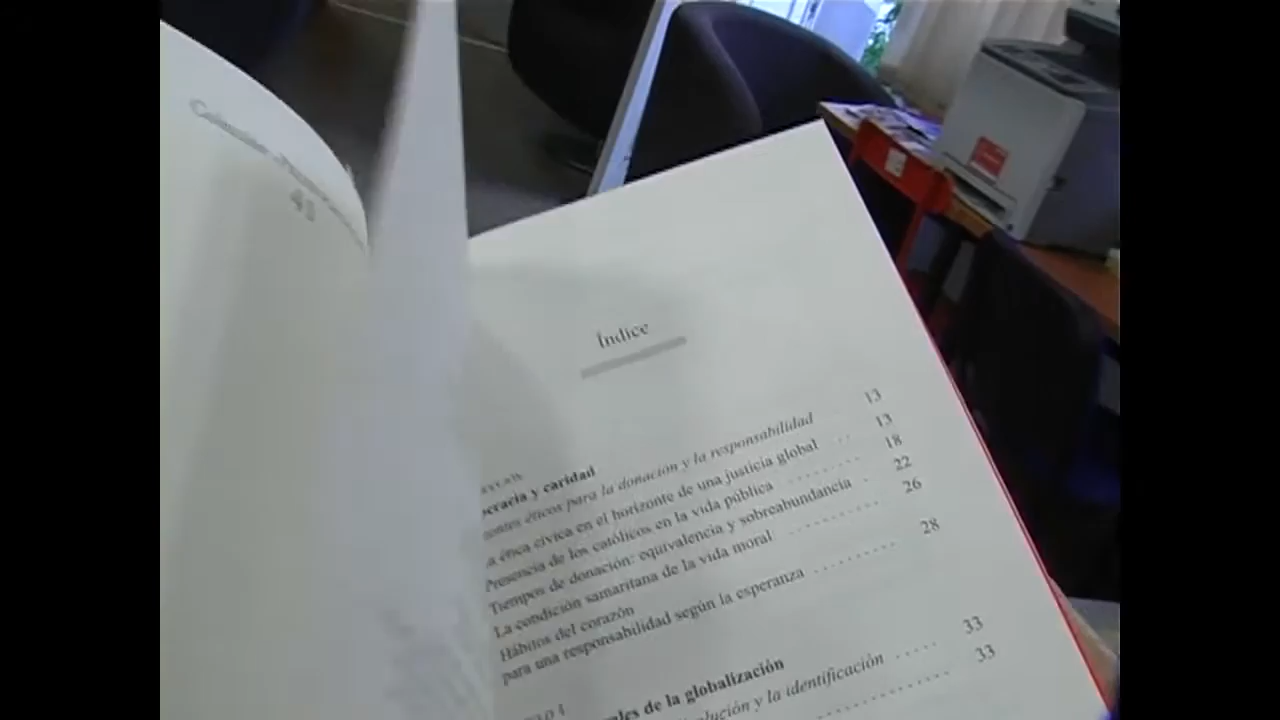 Colección
41
Índice
y caridad 13
éticos para la donación y la responsabilidad 13
ética cívica en el horizonte de una justicia global 18
Presencia de los católicos en la vida pública 22
Tiempos de donación: equivalencia y sobreabundancia 26
La condición samaritana de la vida moral
Hábitos del corazón
para una responsabilidad según la esperanza 28
de la globalización 33
y la identificación 33